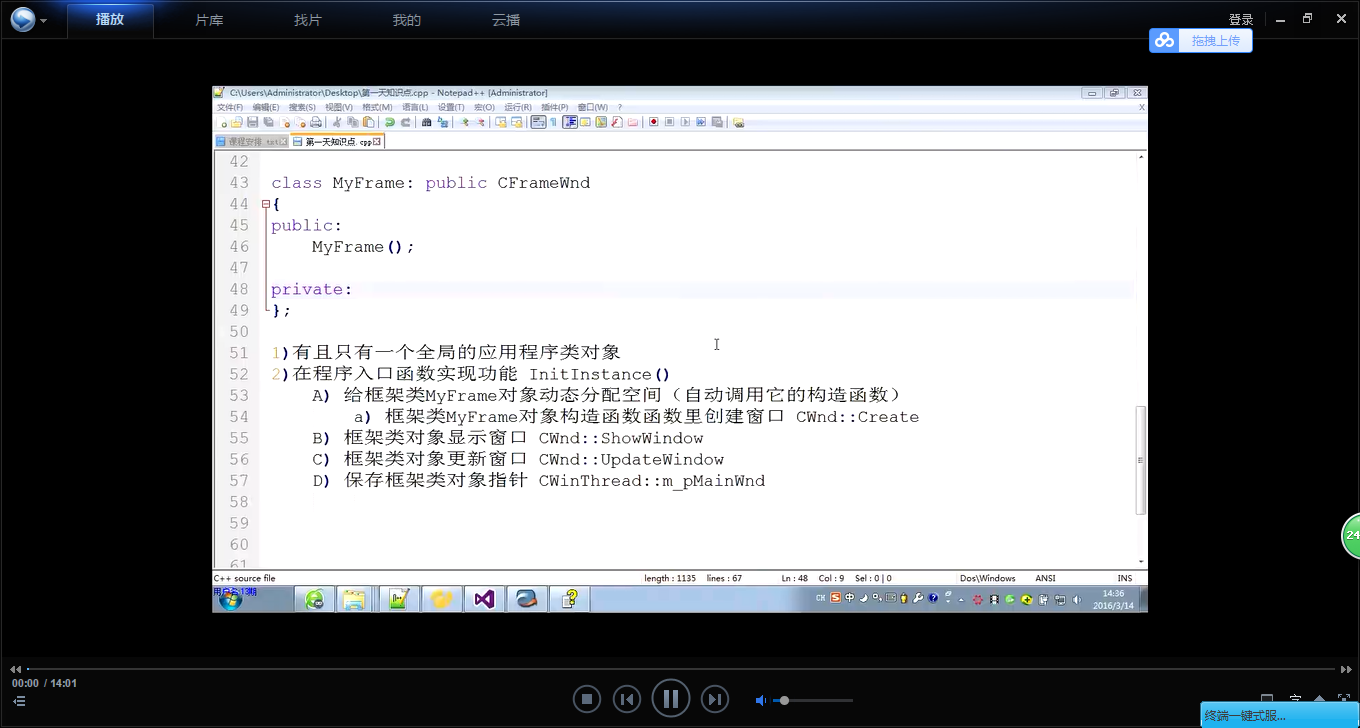 播放 片库 找片 我的 云播 登录
拖拽上传
C:\Users\Administrator\Desktop\第一天知识点.cpp - Notepad++ [Administrator]
文件(F) 编辑(E) 搜索(S) 视图(V) 格式(M) 语言(L) 设置(T) 宏(O) 运行(R) 插件(P) 窗口(W) ? X
课程安排.txt 第一天知识点.cpp
42
43 class MyFrame: public CFrameWnd
44 {
45 public:
46 MyFrame();
47
48 private:
49 };
50
51 1)有且只有一个全局的应用程序类对象
52 2)在程序入口函数实现功能 InitInstance()
53 A) 给框架类MyFrame对象动态分配空间（自动调用它的构造函数）
54 a) 框架类MyFrame对象构造函数函数里创建窗口 CWnd::Create
55 B) 框架类对象显示窗口 CWnd::ShowWindow
56 C) 框架类对象更新窗口 CWnd::UpdateWindow
57 D) 保存框架类对象指针 CWinThread::m_pMainWnd
58
59
60
61
C++ source file length : 1135 lines : 67 Ln : 48 Col : 9 Sel : 0 | 0 Dos\Windows ANSI INS
CH 中 14:36
2016/3/14
24
00:00 / 14:01
终端一键式服...